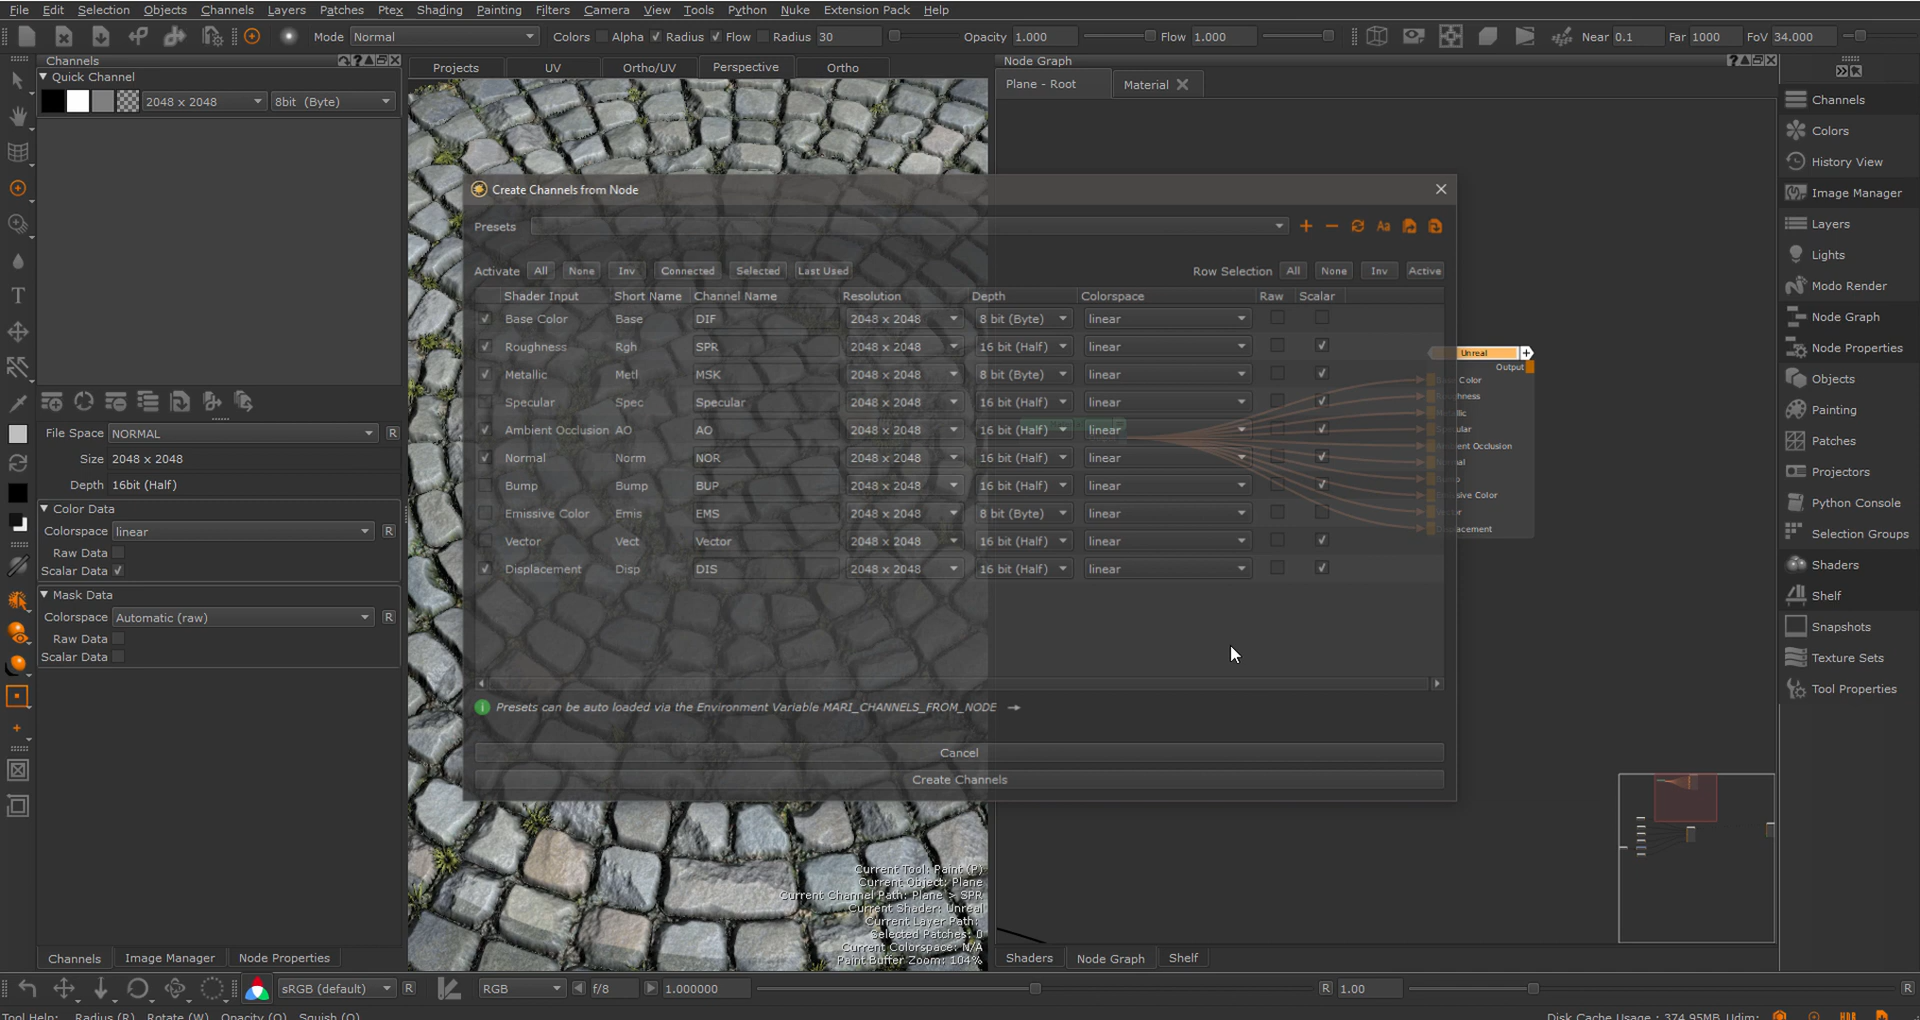 File Edit Selection Objects Channels Layers Patches Ptex Shading Painting Filters Camera View Tools Python Nuke Extension Pack Help
Mode Normal Colors Alpha Radius Flow Radius 30 Opacity 1.000 Flow 1.000 Near 0.1 Far 1000 FoV 34.000
Channels
Quick Channel
2048 x 2048 8bit (Byte)
Projects UV Ortho/UV Perspective Ortho
Node Graph
Plane - Root Material
Create Channels from Node
Presets
Aa
Activate All None Inv Connected Selected Last Used Row Selection All None Inv Active
Shader Input Short Name Channel Name Resolution Depth Colorspace Raw Scalar
Base Color Base DIF 2048 x 2048 8 bit (Byte) linear
Roughness Rgh SPR 2048 x 2048 16 bit (Half) linear
Metallic Metl MSK 2048 x 2048 8 bit (Byte) linear
Specular Spec Specular 2048 x 2048 16 bit (Half) linear
Ambient Occlusion AO AO 2048 x 2048 16 bit (Half) linear
Normal Norm NOR 2048 x 2048 16 bit (Half) linear
Bump Bump BUP 2048 x 2048 16 bit (Half) linear
Emissive Color Emis EMS 2048 x 2048 8 bit (Byte) linear
Vector Vect Vector 2048 x 2048 16 bit (Half) linear
Displacement Disp DIS 2048 x 2048 16 bit (Half) linear
Presets can be auto loaded via the Environment Variable MARI_CHANNELS_FROM_NODE
Cancel
Create Channels
Unreal
Output
Color
File Space NORMAL R
Size 2048 x 2048
Depth 16bit (Half)
Color Data
Colorspace linear R
Raw Data
Scalar Data
Mask Data
Colorspace Automatic (raw) R
Raw Data
Scalar Data
Channels
Colors
History View
Image Manager
Layers
Lights
Modo Render
Node Graph
Node Properties
Objects
Painting
Patches
Projectors
Python Console
Selection Groups
Shaders
Shelf
Snapshots
Texture Sets
Tool Properties
Current Tool: Paint (P)
Current Object: Plane
Current Channel Path: Plane > SPR
Current Shader: Unreal
Current Layer Path:
Selected Patches: 0
Current Colorspace: N/A
Paint Buffer Zoom: 104%
Channels Image Manager Node Properties
Shaders Node Graph Shelf
sRGB (default) R RGB f/8 1.000000 R 1.00 R
Tool Help: Radius (R) Rotate (W) Opacity (O) Squish (Q) Disk Cache Usage : 374.95MB Udim: